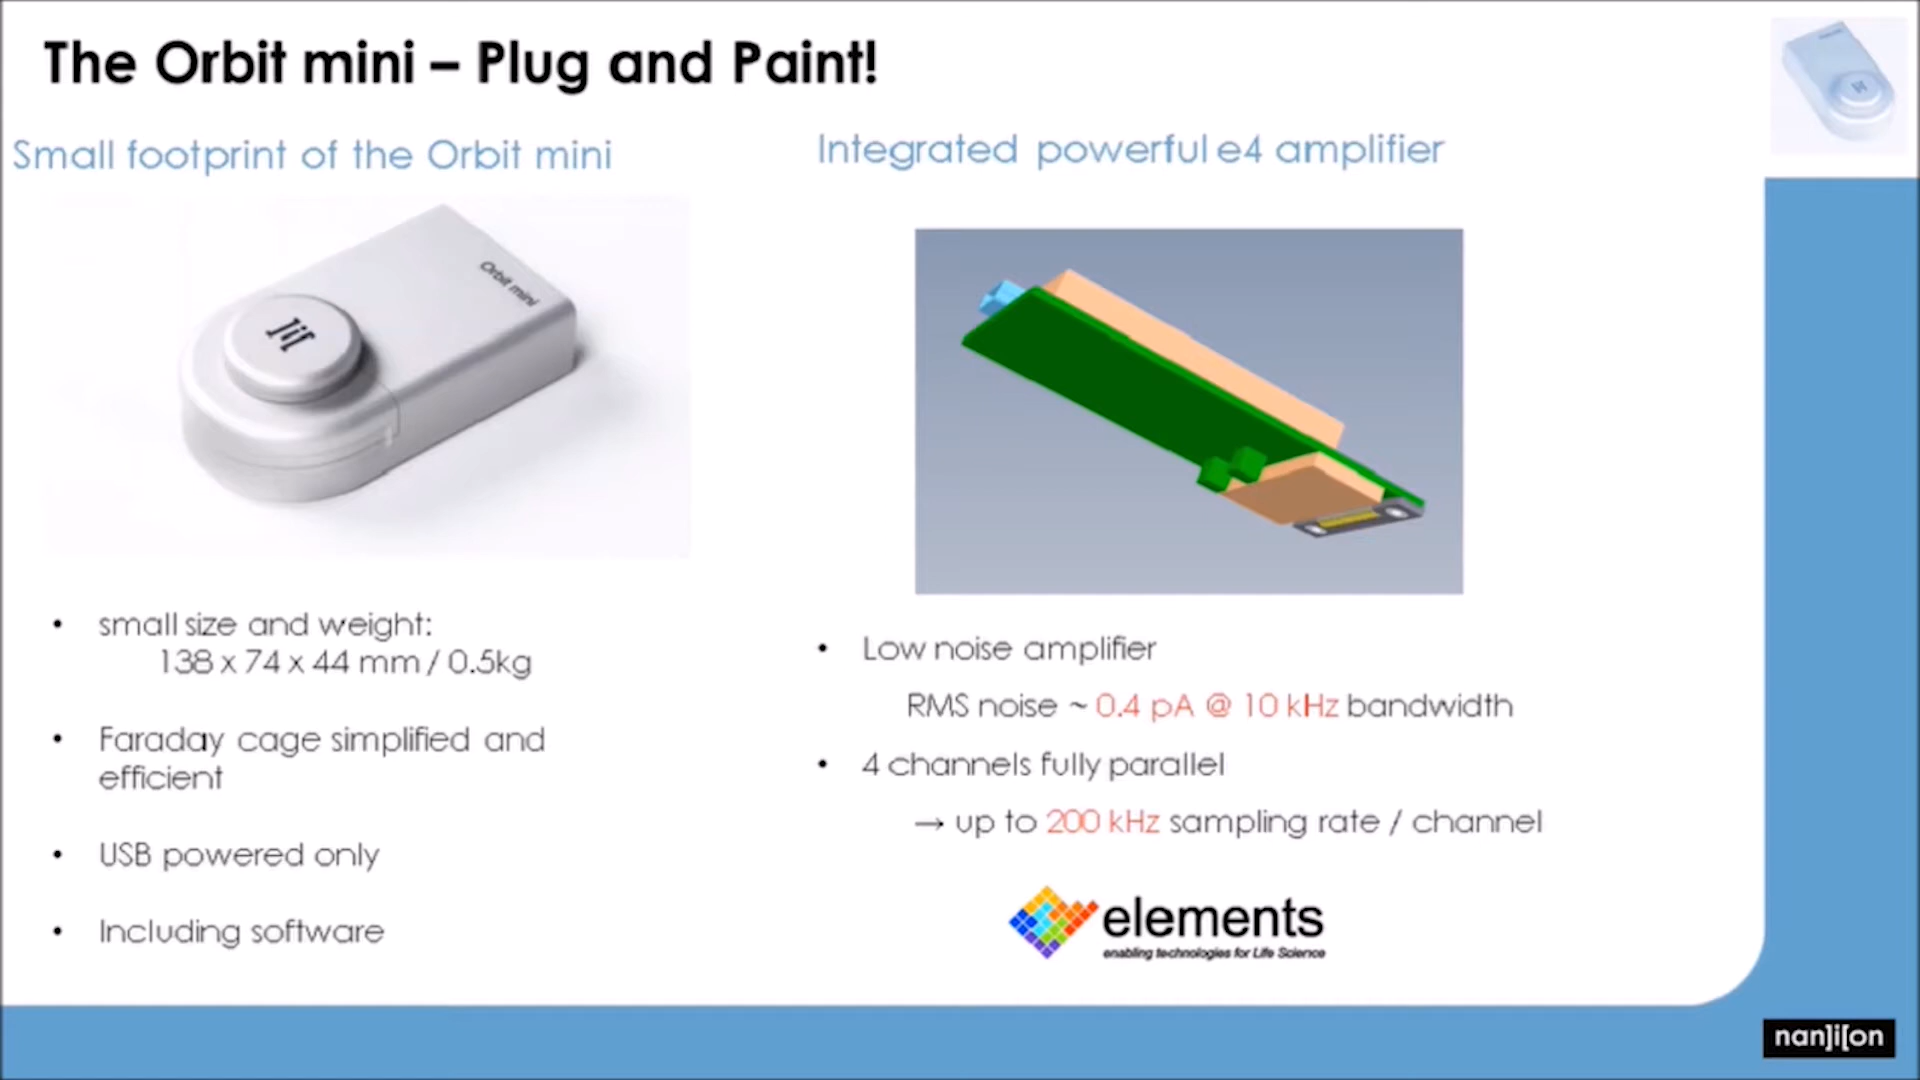 The Orbit mini – Plug and Paint!
Small footprint of the Orbit mini
Orbit mini
• small size and weight:
138 x 74 x 44 mm / 0.5kg
• Faraday cage simplified and
efficient
• USB powered only
• Including software
Integrated powerful e4 amplifier
• Low noise amplifier
RMS noise ~ 0.4 pA @ 10 kHz bandwidth
• 4 channels fully parallel
→ up to 200 kHz sampling rate / channel
elements
enabling technologies for Life Science
nan]i[on